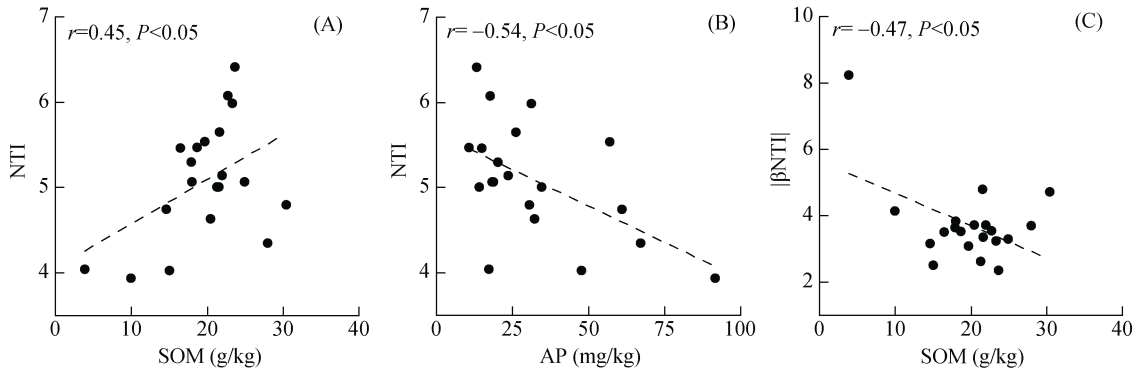 r=0.45, P<0.05
(A)
7
6
5
4
NTI
0 10 20 30 40
SOM (g/kg)
r= −0.54, P<0.05
(B)
7
6
5
4
NTI
0 25 50 75 100
AP (mg/kg)
r= −0.47, P<0.05
(C)
10
8
6
4
2
|βNTI|
0 10 20 30 40
SOM (g/kg)